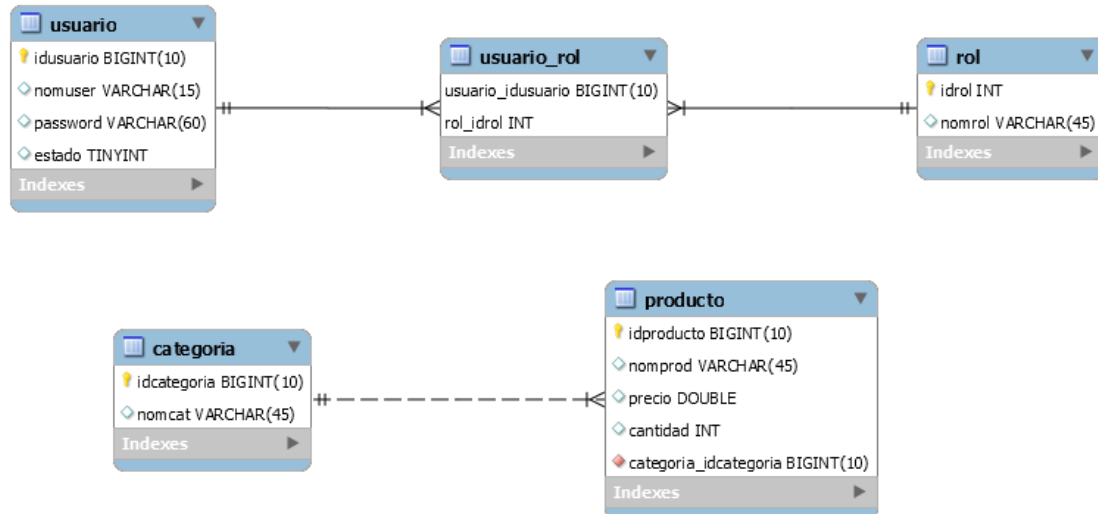 usuario
idusuario BIGINT(10)
nomuser VARCHAR(15)
password VARCHAR(60)
estado TINYINT
Indexes
usuario_rol
usuario_idusuario BIGINT(10)
rol_idrol INT
Indexes
rol
idrol INT
nomrol VARCHAR(45)
Indexes
categoria
idcategoria BIGINT(10)
nomcat VARCHAR(45)
Indexes
producto
idproducto BIGINT(10)
nomprod VARCHAR(45)
precio DOUBLE
cantidad INT
categoria_idcategoria BIGINT(10)
Indexes